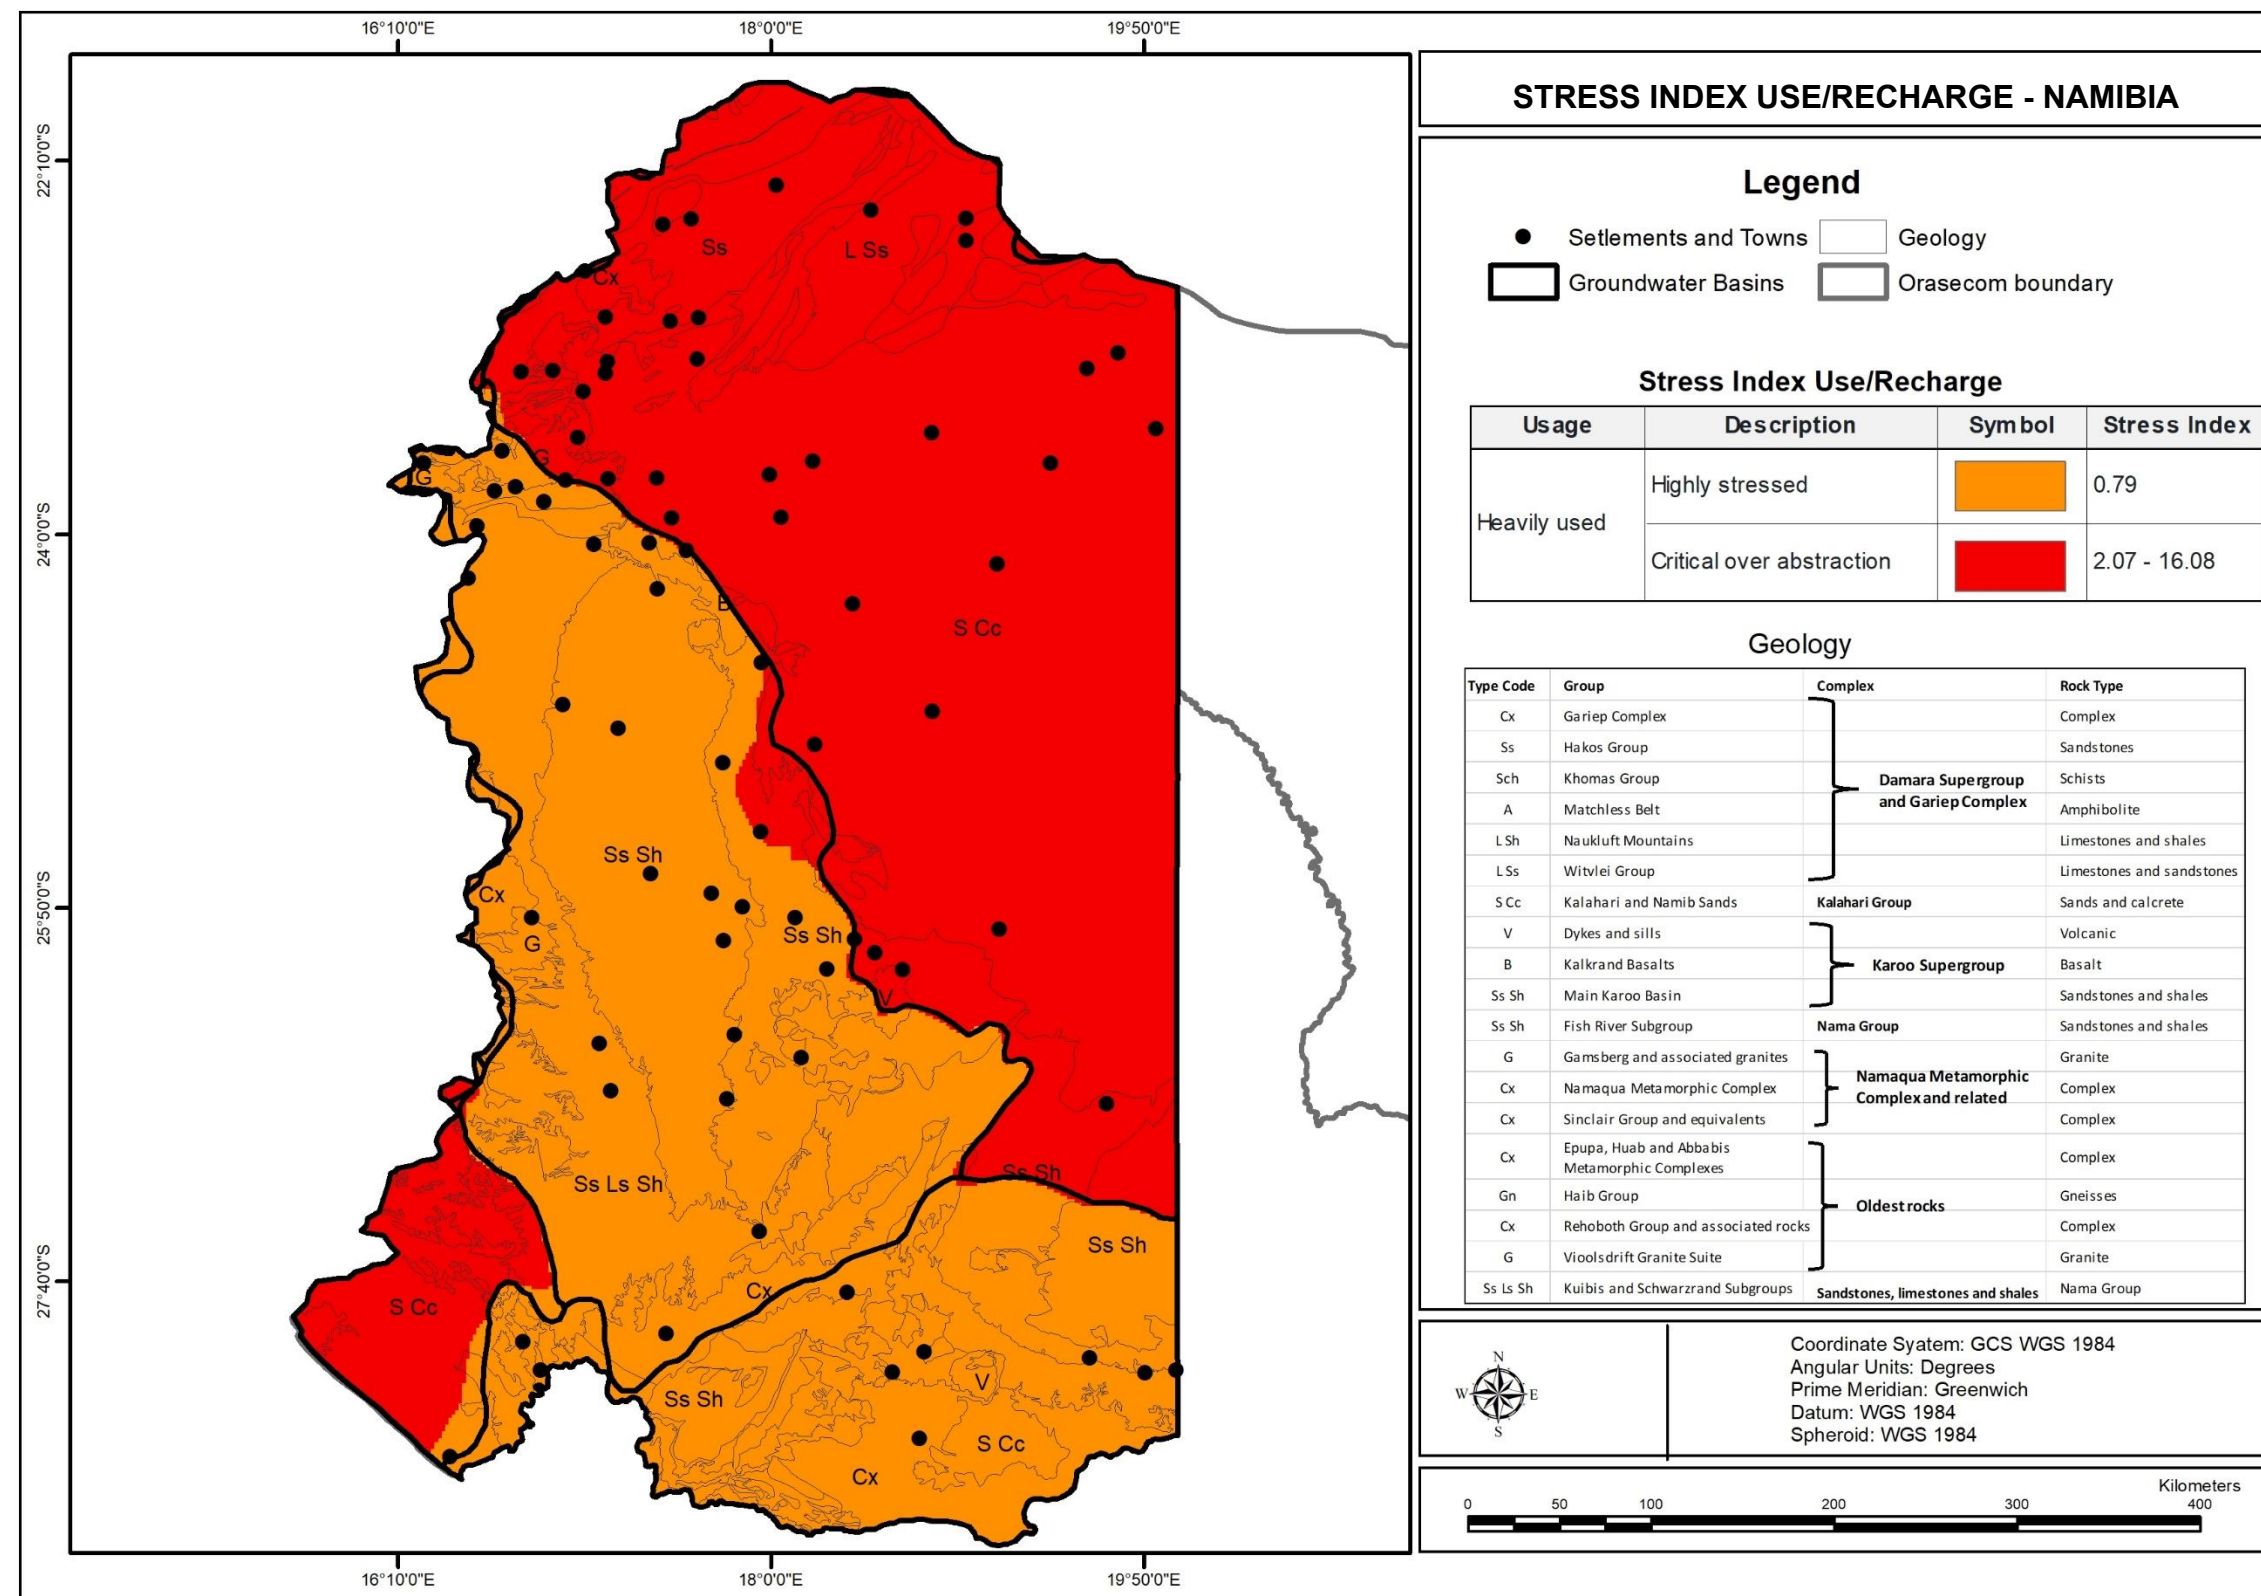 16°10'0"E 18°0'0"E 19°50'0"E
22°10'0"S
24°0'0"S
25°50'0"S
27°40'0"S
Ss
L Ss
Cx
G
G
B
S Cc
Ss Sh
Cx
G
Ss Sh
V
Ss Ls Sh
Ss Sh
Ss Sh
Cx
S Cc
Ss Sh
V
S Cc
Cx
16°10'0"E 18°0'0"E 19°50'0"E
STRESS INDEX USE/RECHARGE - NAMIBIA
Legend
Setlements and Towns Geology
Groundwater Basins Orasecom boundary
Stress Index Use/Recharge
Usage Description Symbol Stress Index
Heavily used
Highly stressed 0.79
Critical over abstraction 2.07 - 16.08
Geology
Type Code Group Complex Rock Type
Cx Gariep Complex Complex
Ss Hakos Group Sandstones
Sch Khomas Group Schists
Damara Supergroup
and Gariep Complex
A Matchless Belt Amphibolite
L Sh Naukluft Mountains Limestones and shales
L Ss Witvlei Group Limestones and sandstones
S Cc Kalahari and Namib Sands Kalahari Group Sands and calcrete
V Dykes and sills Volcanic
B Kalkrand Basalts Karoo Supergroup Basalt
Ss Sh Main Karoo Basin Sandstones and shales
Ss Sh Fish River Subgroup Nama Group Sandstones and shales
G Gamsberg and associated granites Granite
Namaqua Metamorphic
Complex and related
Cx Namaqua Metamorphic Complex Complex
Cx Sinclair Group and equivalents Complex
Cx Epupa, Huab and Abbabis
Metamorphic Complexes Complex
Gn Haib Group Gneisses
Oldest rocks
Cx Rehoboth Group and associated rocks Complex
G Vioolsdrift Granite Suite Granite
Ss Ls Sh Kuibis and Schwarzrand Subgroups Sandstones, limestones and shales Nama Group
N
W E
S
Coordinate Syatem: GCS WGS 1984
Angular Units: Degrees
Prime Meridian: Greenwich
Datum: WGS 1984
Spheroid: WGS 1984
Kilometers
0 50 100 200 300 400